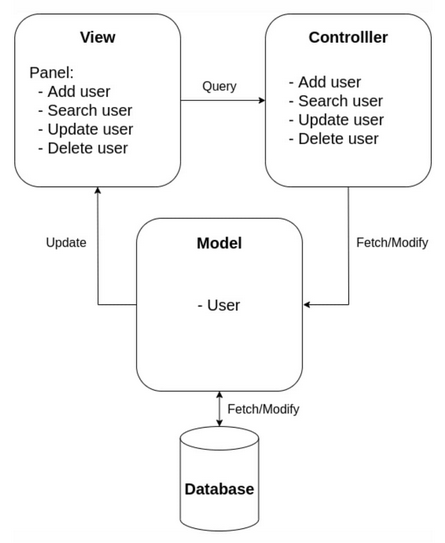 View
Panel:
- Add user
- Search user
- Update user
- Delete user
Query
Controlller
- Add user
- Search user
- Update user
- Delete user
Update
Model
- User
Fetch/Modify
Fetch/Modify
Database